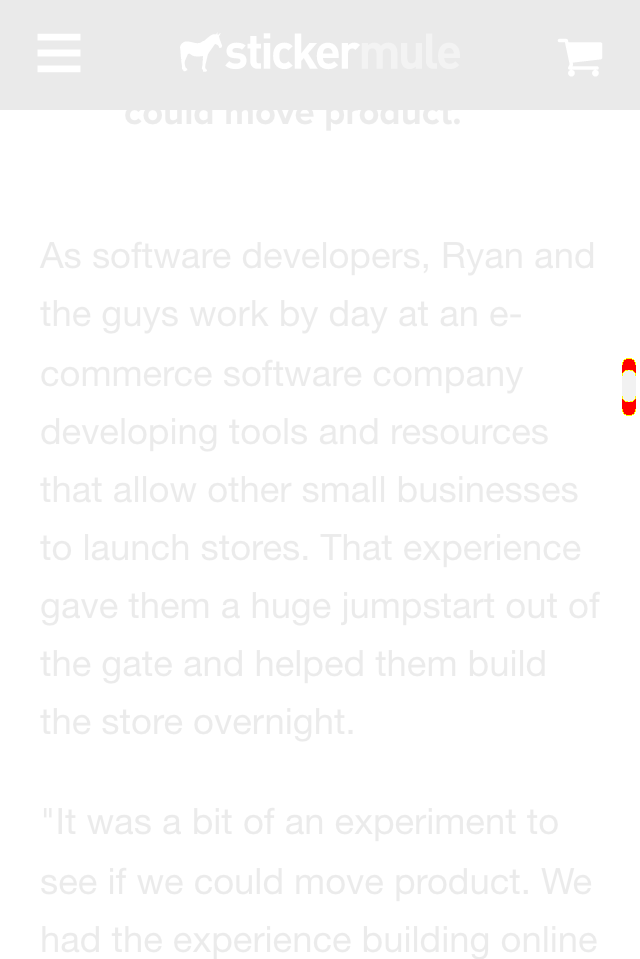 stickermule
could move product.
As software developers, Ryan and
the guys work by day at an e-
commerce software company
developing tools and resources
that allow other small businesses
to launch stores. That experience
gave them a huge jumpstart out of
the gate and helped them build
the store overnight.
"It was a bit of an experiment to
see if we could move product. We
had the experience building online